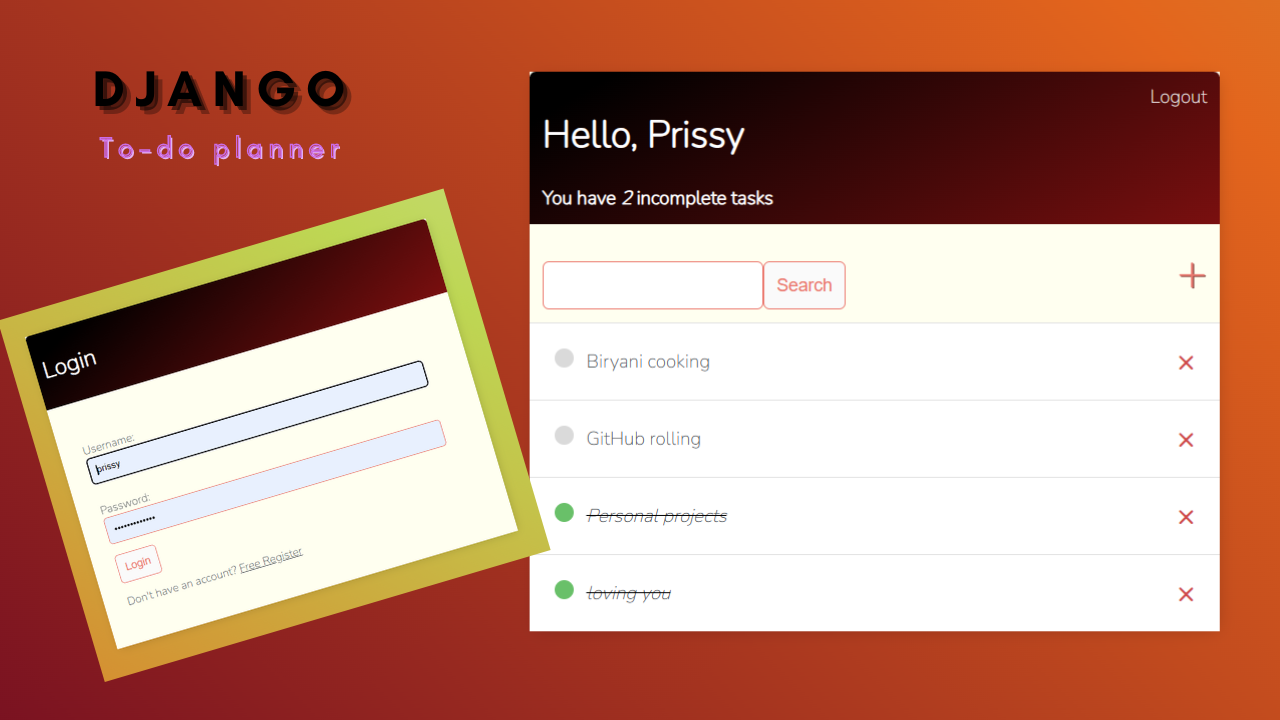 DJANGO
To-do planner
Login
Username:
prissy
Password:
•••••••••••••
Login
Don't have an account? Free Register
Logout
Hello, Prissy
You have 2 incomplete tasks
Search
Biryani cooking
GitHub rolling
Personal projects
loving you